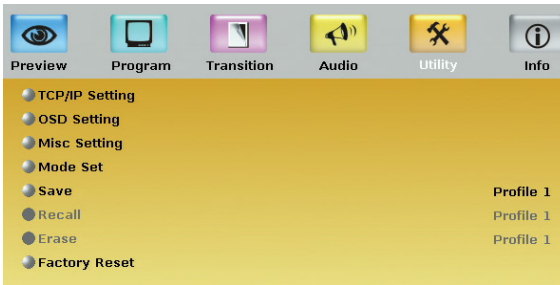 Preview Program Transition Audio Utility Info
TCP/IP Setting
OSD Setting
Misc Setting
Mode Set
Save Profile 1
Recall Profile 1
Erase Profile 1
Factory Reset